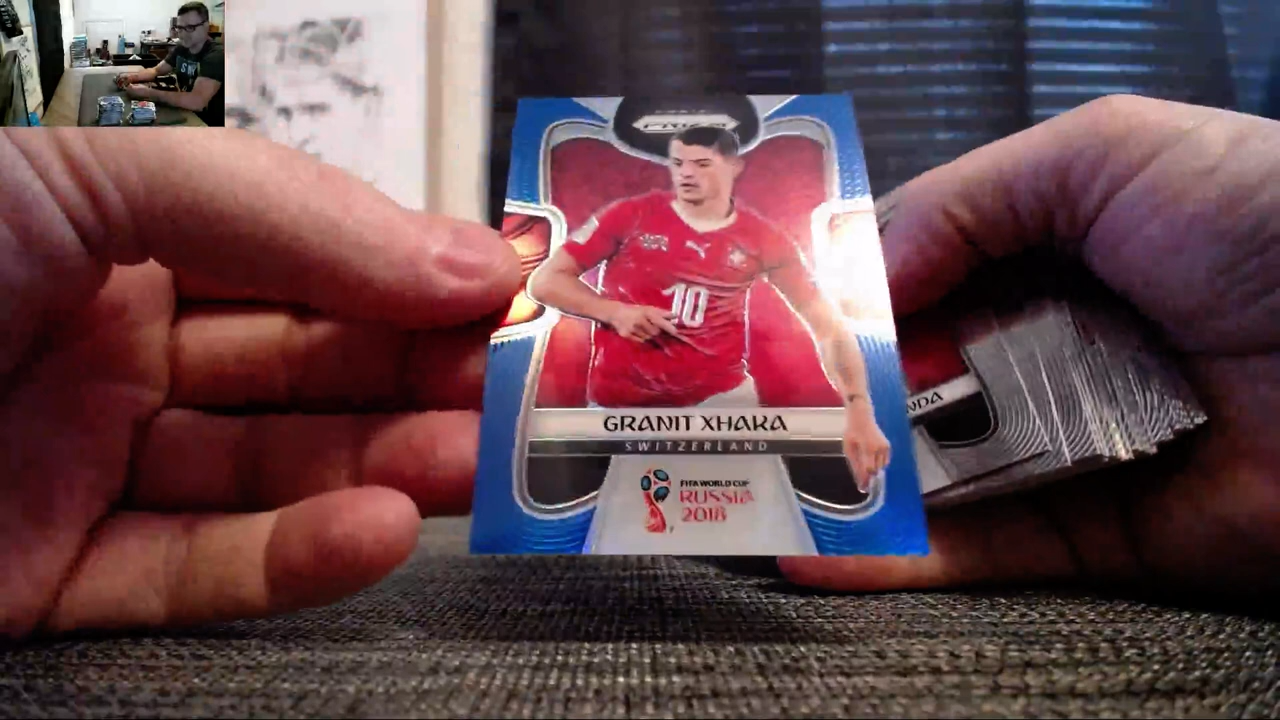 PRIZM
10
GRANIT XHAKA
SWITZERLAND
FIFA WORLD CUP
RUSSIA
2018
NDA